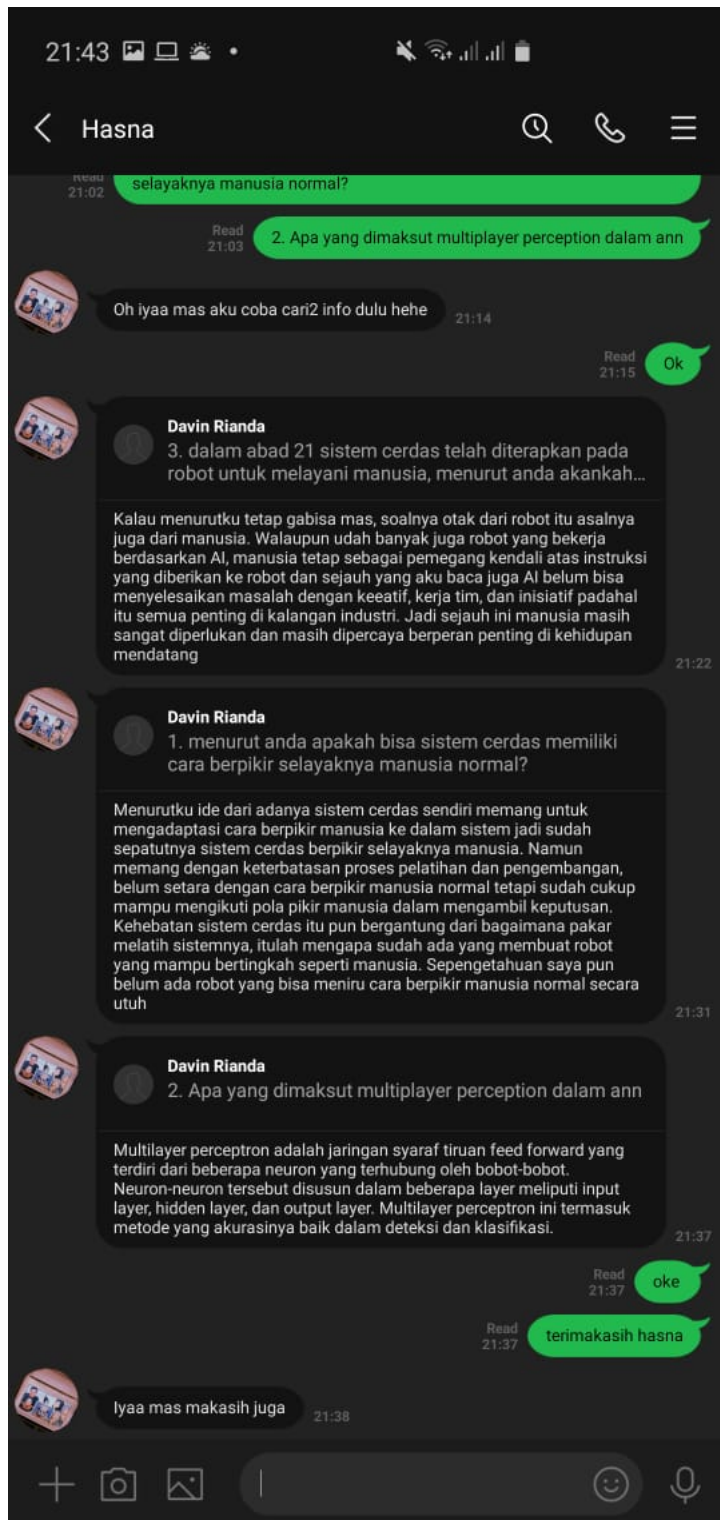 21:43
Hasna
Read
21:02
selayaknya manusia normal?
Read
21:03
2. Apa yang dimaksut multiplayer perception dalam ann
Oh iyaa mas aku coba cari2 info dulu hehe
21:14
Read
21:15
Ok
Davin Rianda
3. dalam abad 21 sistem cerdas telah diterapkan pada
robot untuk melayani manusia, menurut anda akankah...
Kalau menurutku tetap gabisa mas, soalnya otak dari robot itu asalnya
juga dari manusia. Walaupun udah banyak juga robot yang bekerja
berdasarkan AI, manusia tetap sebagai pemegang kendali atas instruksi
yang diberikan ke robot dan sejauh yang aku baca juga AI belum bisa
menyelesaikan masalah dengan keeatif, kerja tim, dan inisiatif padahal
itu semua penting di kalangan industri. Jadi sejauh ini manusia masih
sangat diperlukan dan masih dipercaya berperan penting di kehidupan
mendatang
21:22
Davin Rianda
1. menurut anda apakah bisa sistem cerdas memiliki
cara berpikir selayaknya manusia normal?
Menurutku ide dari adanya sistem cerdas sendiri memang untuk
mengadaptasi cara berpikir manusia ke dalam sistem jadi sudah
sepatutnya sistem cerdas berpikir selayaknya manusia. Namun
memang dengan keterbatasan proses pelatihan dan pengembangan,
belum setara dengan cara berpikir manusia normal tetapi sudah cukup
mampu mengikuti pola pikir manusia dalam mengambil keputusan.
Kehebatan sistem cerdas itu pun bergantung dari bagaimana pakar
melatih sistemnya, itulah mengapa sudah ada yang membuat robot
yang mampu bertingkah seperti manusia. Sepengetahuan saya pun
belum ada robot yang bisa meniru cara berpikir manusia normal secara
utuh
21:31
Davin Rianda
2. Apa yang dimaksut multiplayer perception dalam ann
Multilayer perceptron adalah jaringan syaraf tiruan feed forward yang
terdiri dari beberapa neuron yang terhubung oleh bobot-bobot.
Neuron-neuron tersebut disusun dalam beberapa layer meliputi input
layer, hidden layer, dan output layer. Multilayer perceptron ini termasuk
metode yang akurasinya baik dalam deteksi dan klasifikasi.
21:37
Read
21:37
oke
Read
21:37
terimakasih hasna
Iyaa mas makasih juga
21:38